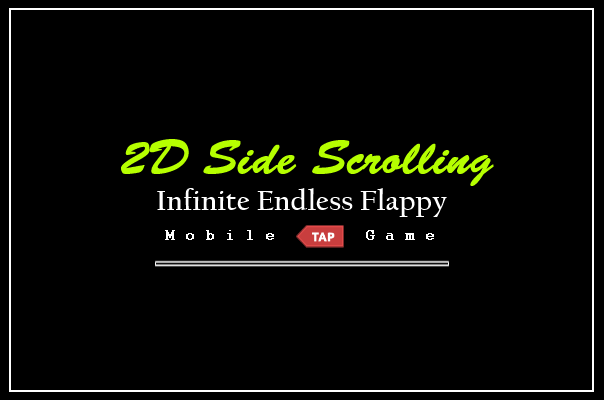 2D Side Scrolling
Infinite Endless Flappy
Mobile TAP Game